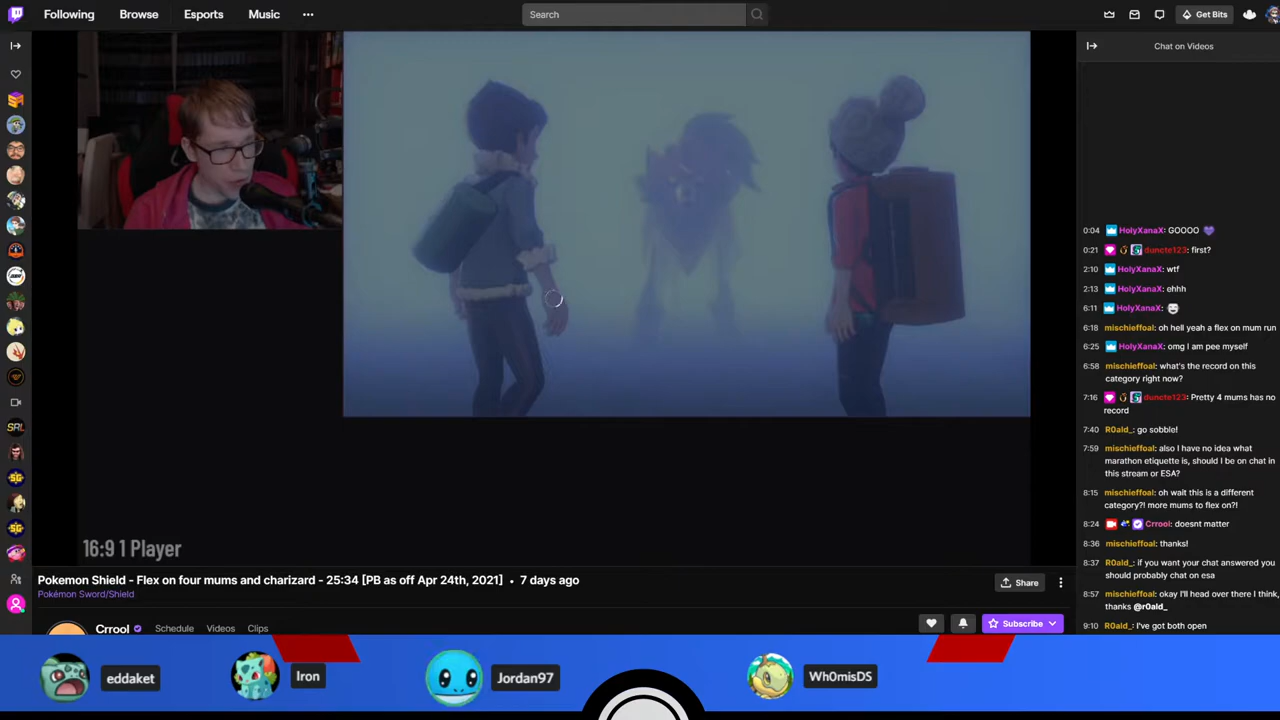 Following
Browse
Esports
Music
Search
Get Bits
Chat on Videos
0:04 HolyXanaX: GOOOO
0:21 duncte123: first?
2:10 HolyXanaX: wtf
2:13 HolyXanaX: ehhh
6:11 HolyXanaX:
6:18 mischieffoal: oh hell yeah a flex on mum run
6:25 HolyXanaX: omg I am pee myself
6:58 mischieffoal: what's the record on this
category right now?
7:16 duncte123: Pretty 4 mums has no
record
7:40 R0ald_: go sobble!
7:59 mischieffoal: also I have no idea what
marathon etiquette is, should I be on chat in
this stream or ESA?
8:15 mischieffoal: oh wait this is a different
category?! more mums to flex on?!
8:24 Crrool: doesnt matter
8:36 mischieffoal: thanks!
8:37 R0ald_: if you want your chat answered you
should probably chat on esa
8:57 mischieffoal: okay I'll head over there I think,
thanks @r0ald_
9:10 R0ald_: I've got both open
SRL
SG
SG
16:9 1 Player
Pokemon Shield - Flex on four mums and charizard - 25:34 [PB as off Apr 24th, 2021] • 7 days ago
Share
Pokémon Sword/Shield
Crrool
Schedule
Videos
Clips
Subscribe
eddaket
Iron
Jordan97
Wh0misDS